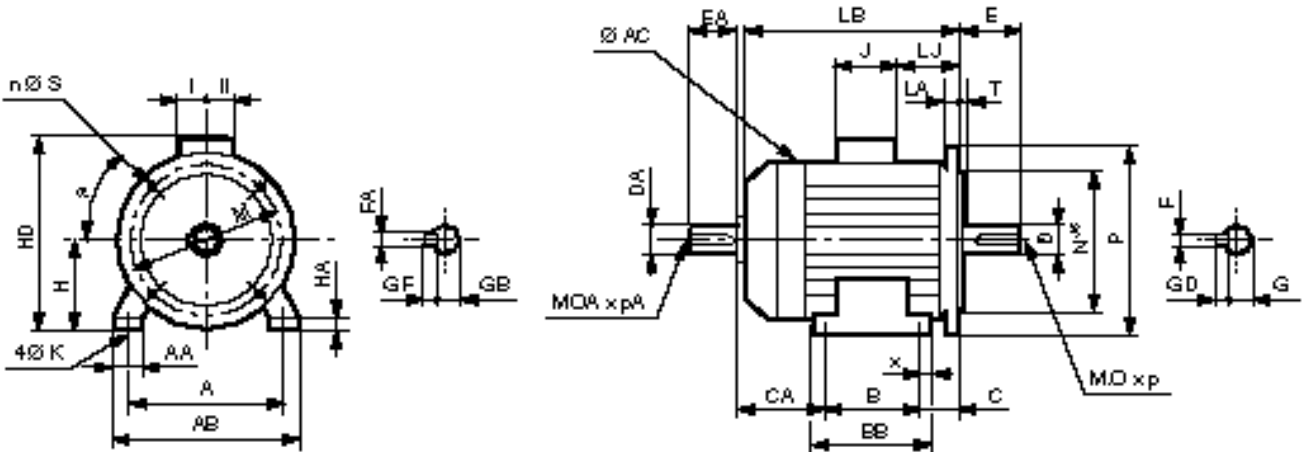 EA
LB
E
Ø AC
J
LJ
I
II
n Ø S
LA
T
α
M
HD
H
HA
FA
GF
GB
DA
D
N j6
P
F
GD
G
MOA x pA
4 Ø K
AA
A
AB
x
M.O x p
CA
B
C
BB